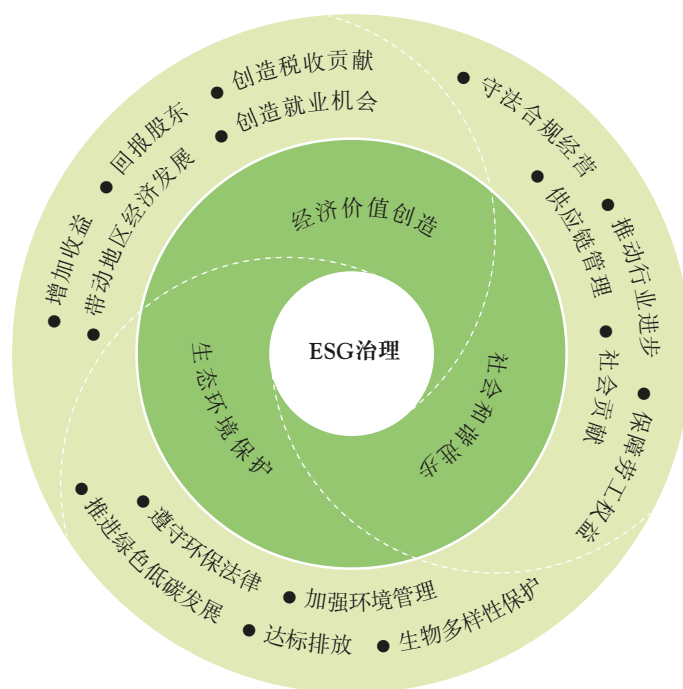 ESG治理
经济价值创造
● 增加收益
● 回报股东
● 创造税收贡献
● 带动地区经济发展
● 创造就业机会
社会和谐进步
● 守法合规经营
● 供应链管理
● 推动行业进步
● 社会贡献
● 保障劳工权益
生态环境保护
● 遵守环保法律
● 推进绿色低碳发展
● 加强环境管理
● 达标排放
● 生物多样性保护